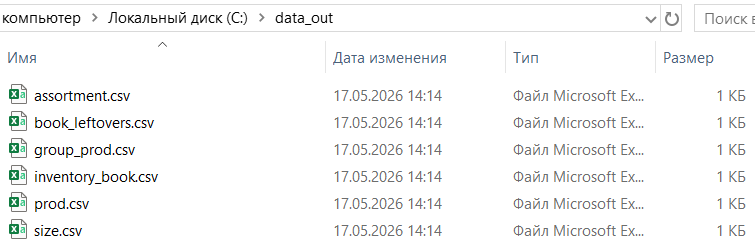 компьютер > Локальный диск (C:) > data_out Поиск в
Имя Дата изменения Тип Размер
assortment.csv 17.05.2026 14:14 Файл Microsoft Ex... 1 КБ
book_leftovers.csv 17.05.2026 14:14 Файл Microsoft Ex... 1 КБ
group_prod.csv 17.05.2026 14:14 Файл Microsoft Ex... 1 КБ
inventory_book.csv 17.05.2026 14:14 Файл Microsoft Ex... 1 КБ
prod.csv 17.05.2026 14:14 Файл Microsoft Ex... 1 КБ
size.csv 17.05.2026 14:14 Файл Microsoft Ex... 1 КБ